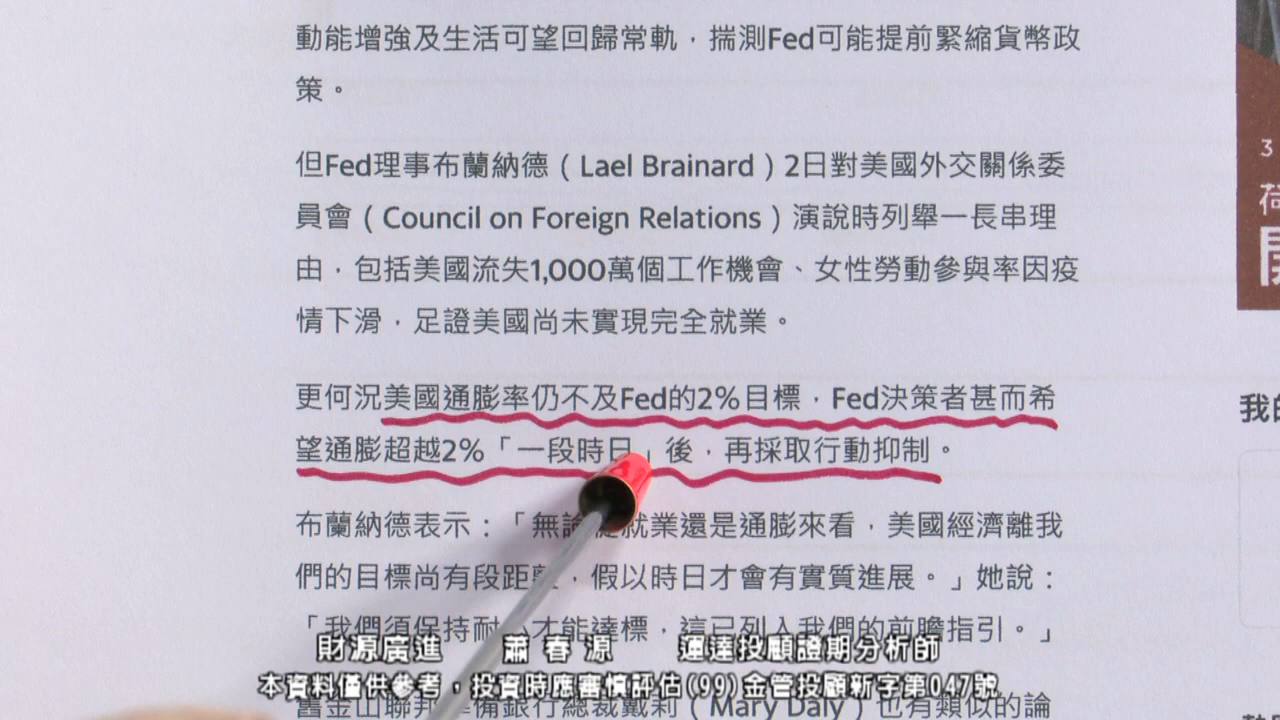 動能增強及生活可望回歸常軌，揣測Fed可能提前緊縮貨幣政
策。
但Fed理事布蘭納德（Lael Brainard）2日對美國外交關係委
員會（Council on Foreign Relations）演說時列舉一長串理
由，包括美國流失1,000萬個工作機會、女性勞動參與率因疫
情下滑，足證美國尚未實現完全就業。
更何況美國通膨率仍不及Fed的2%目標，Fed決策者甚而希
望通膨超越2%「一段時日」後，再採取行動抑制。
布蘭納德表示：「無論從就業還是通膨來看，美國經濟離我
們的目標尚有段距離，假以時日才會有實質進展。」她說：
「我們須保持耐心才能達標，這已列入我們的前瞻指引。」
財源廣進 蕭春源 運達投顧證期分析師
本資料僅供參考，投資時應審慎評估(99)金管投顧新字第047號
舊金山聯邦準備銀行總裁戴莉（Mary Daly）也有類似的論
3
我的